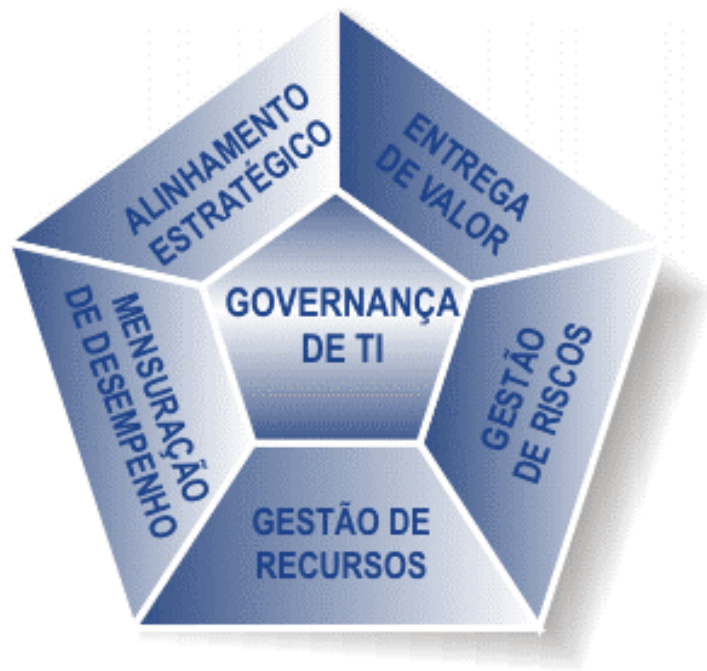 ALINHAMENTO
ESTRATÉGICO
ENTREGA
DE VALOR
GOVERNANÇA
DE TI
MENSURAÇÃO
DE DESEMPENHO
GESTÃO
DE RISCOS
GESTÃO DE
RECURSOS